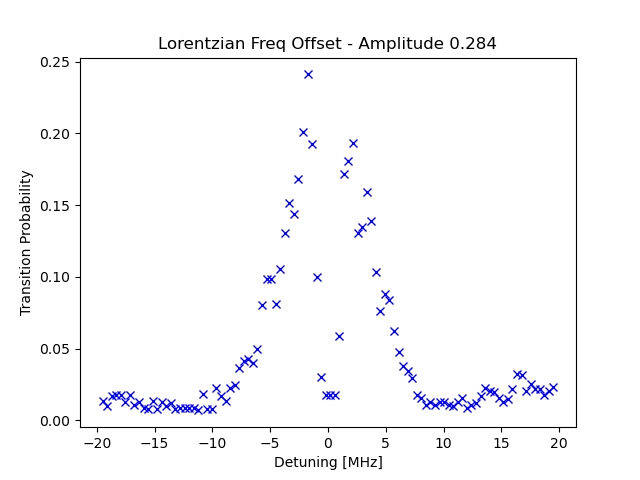 Lorentzian Freq Offset - Amplitude 0.284
Transition Probability
0.25
0.20
0.15
0.10
0.05
0.00
−20 −15 −10 −5 0 5 10 15 20
Detuning [MHz]